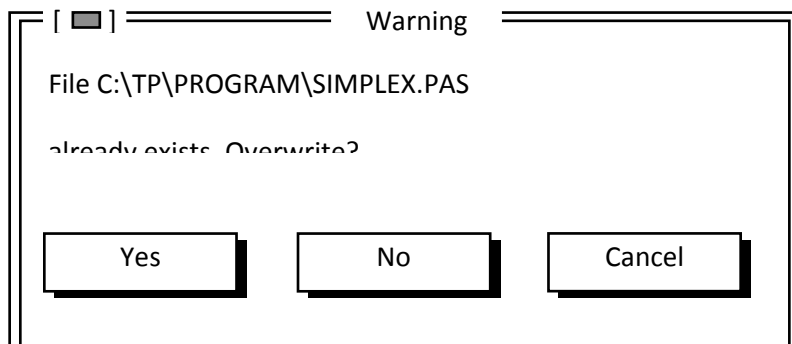 [ ] Warning
File C:\TP\PROGRAM\SIMPLEX.PAS
already exists. Overwrite?
Yes No Cancel